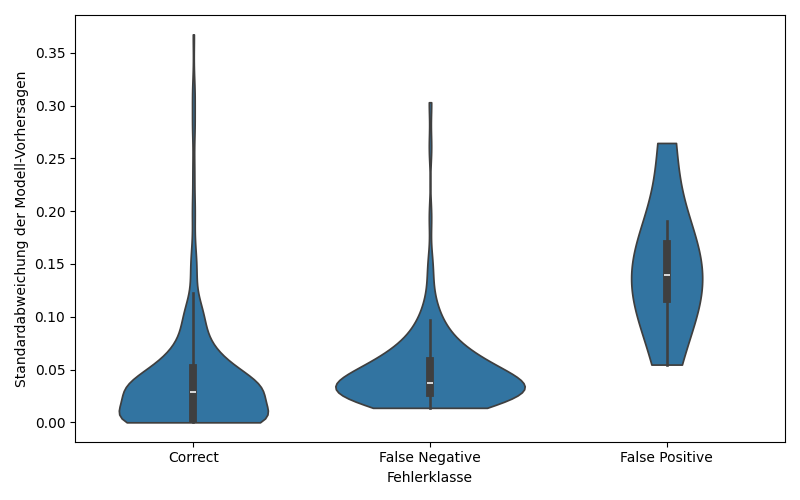 Standardabweichung der Modell-Vorhersagen
0.35
0.30
0.25
0.20
0.15
0.10
0.05
0.00
Correct
False Negative
False Positive
Fehlerklasse